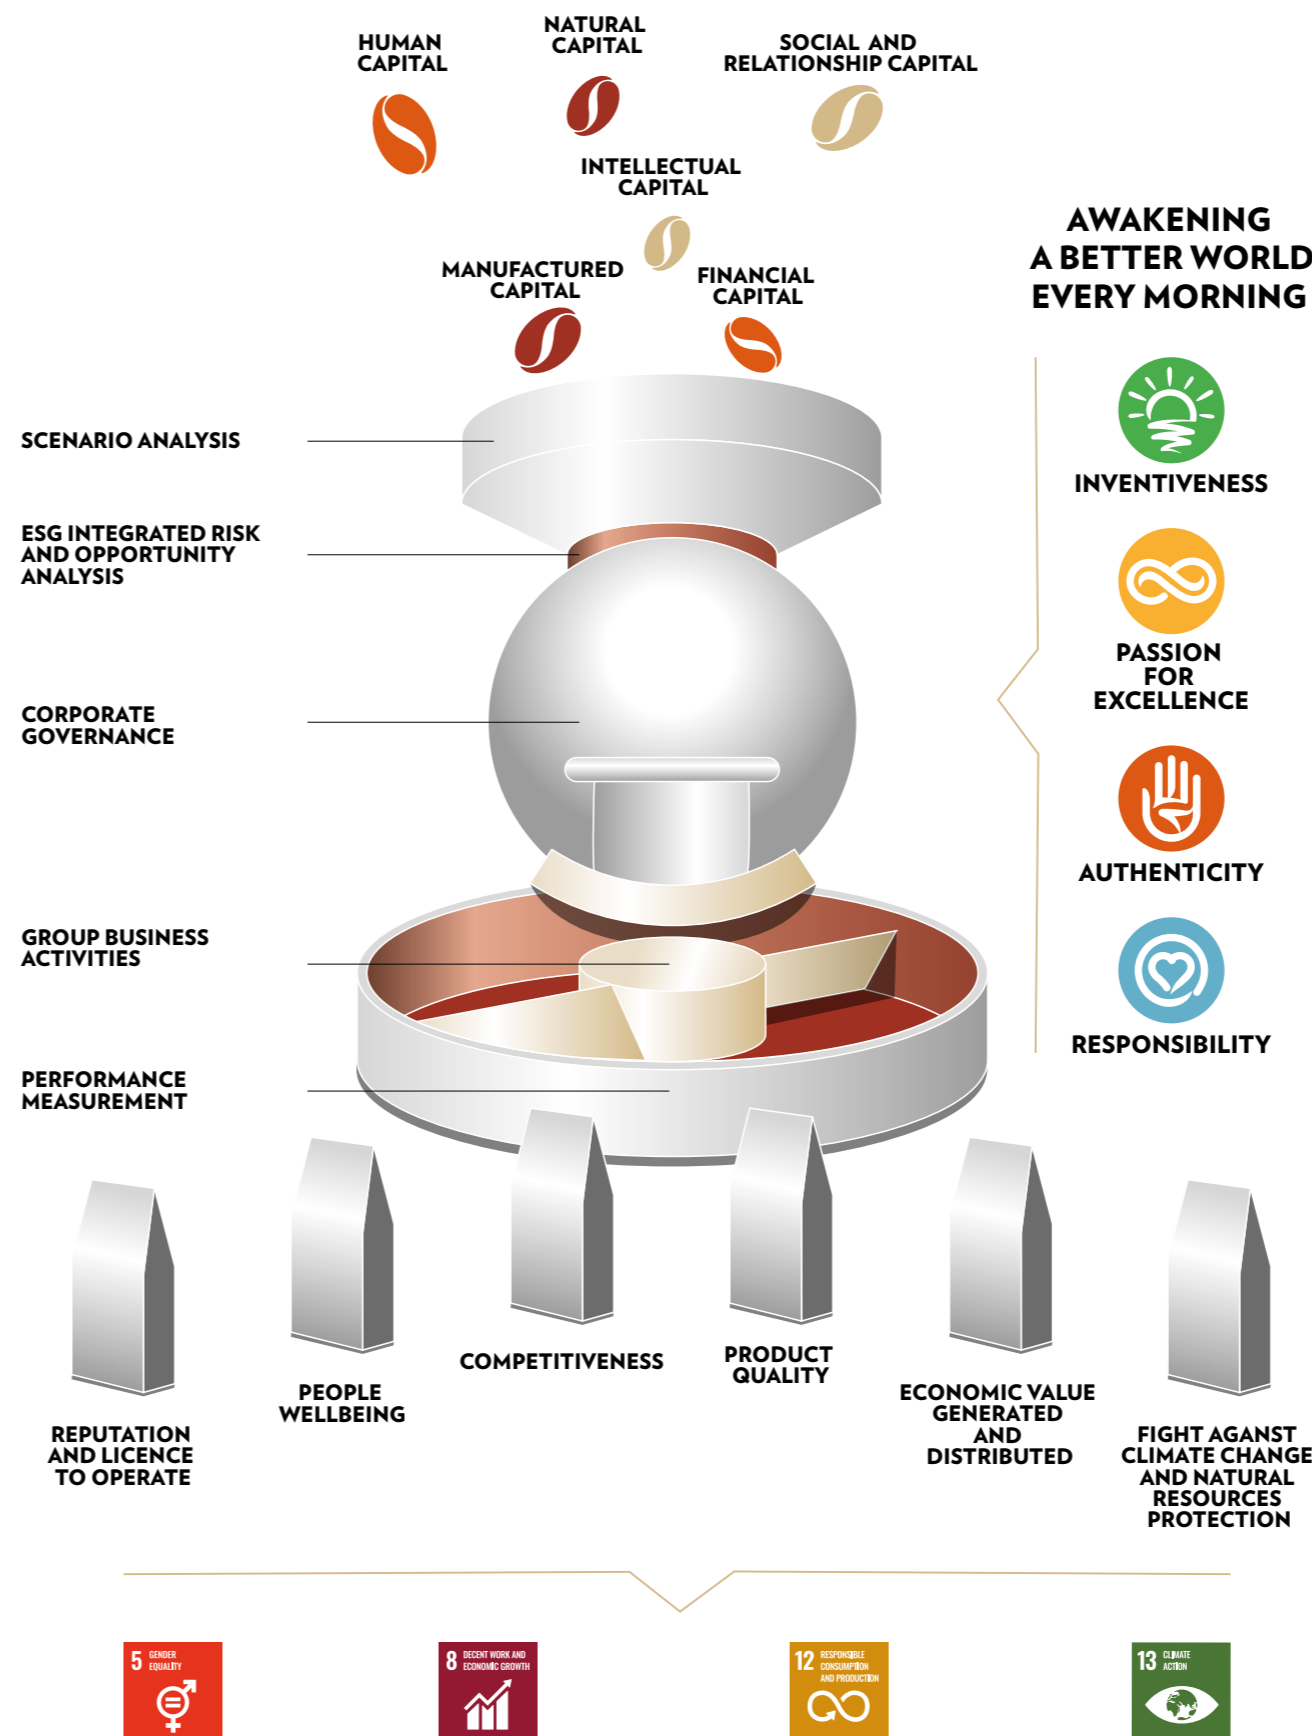 HUMAN
CAPITAL
NATURAL
CAPITAL
SOCIAL AND
RELATIONSHIP CAPITAL
INTELLECTUAL
CAPITAL
MANUFACTURED
CAPITAL
FINANCIAL
CAPITAL
AWAKENING
A BETTER WORLD
EVERY MORNING
SCENARIO ANALYSIS
ESG INTEGRATED RISK
AND OPPORTUNITY
ANALYSIS
CORPORATE
GOVERNANCE
GROUP BUSINESS
ACTIVITIES
PERFORMANCE
MEASUREMENT
INVENTIVENESS
PASSION
FOR
EXCELLENCE
AUTHENTICITY
RESPONSIBILITY
REPUTATION
AND LICENCE
TO OPERATE
PEOPLE
WELLBEING
COMPETITIVENESS
PRODUCT
QUALITY
ECONOMIC VALUE
GENERATED
AND
DISTRIBUTED
FIGHT AGANST
CLIMATE CHANGE
AND NATURAL
RESOURCES
PROTECTION
5 GENDER
EQUALITY
8 DECENT WORK AND
ECONOMIC GROWTH
12 RESPONSIBLE
CONSUMPTION
AND PRODUCTION
13 CLIMATE
ACTION